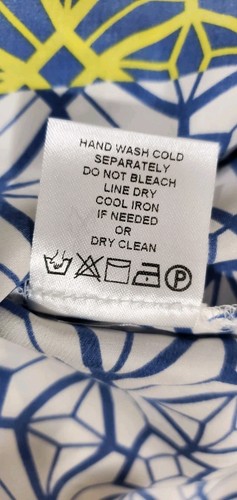 HAND WASH COLD
SEPARATELY
DO NOT BLEACH
LINE DRY
COOL IRON
IF NEEDED
OR
DRY CLEAN
P